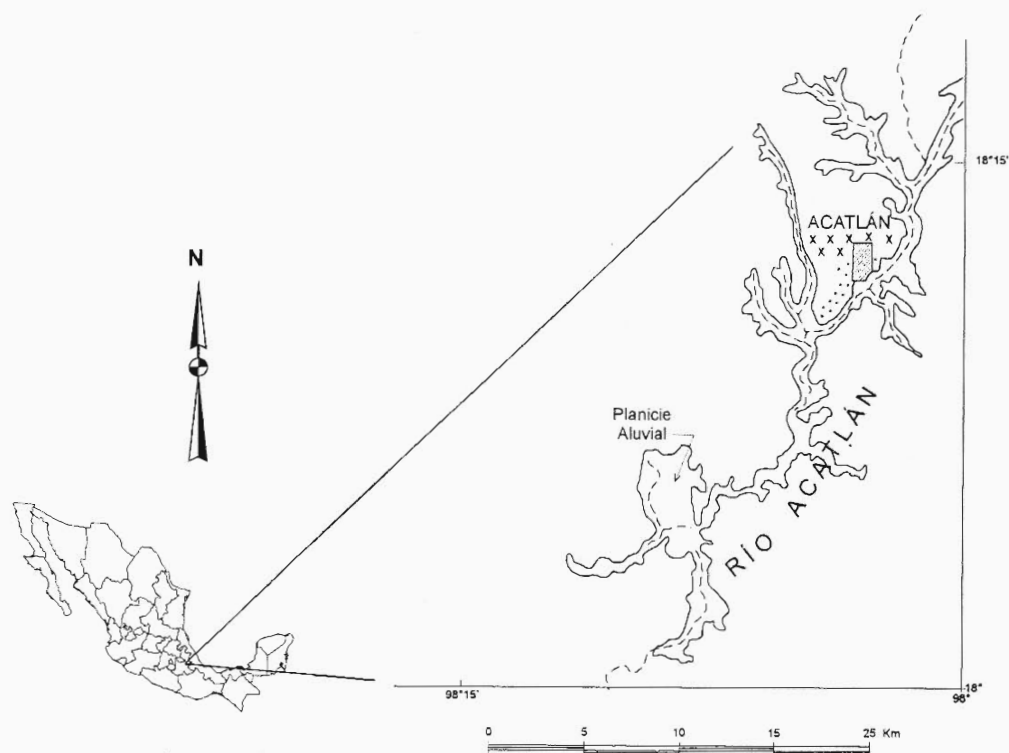 18°15'
ACATLÁN
x x x x x
x x
N
Planicie
Aluvial
RÍO ACATLÁN
98°15'
18°
98°
0 5 10 15 25 Km